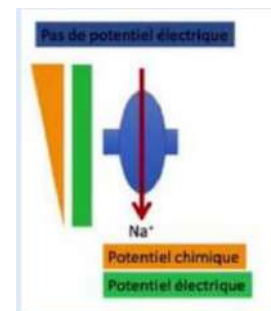 Pas de potentiel électrique
Na⁺
Potentiel chimique
Potentiel électrique